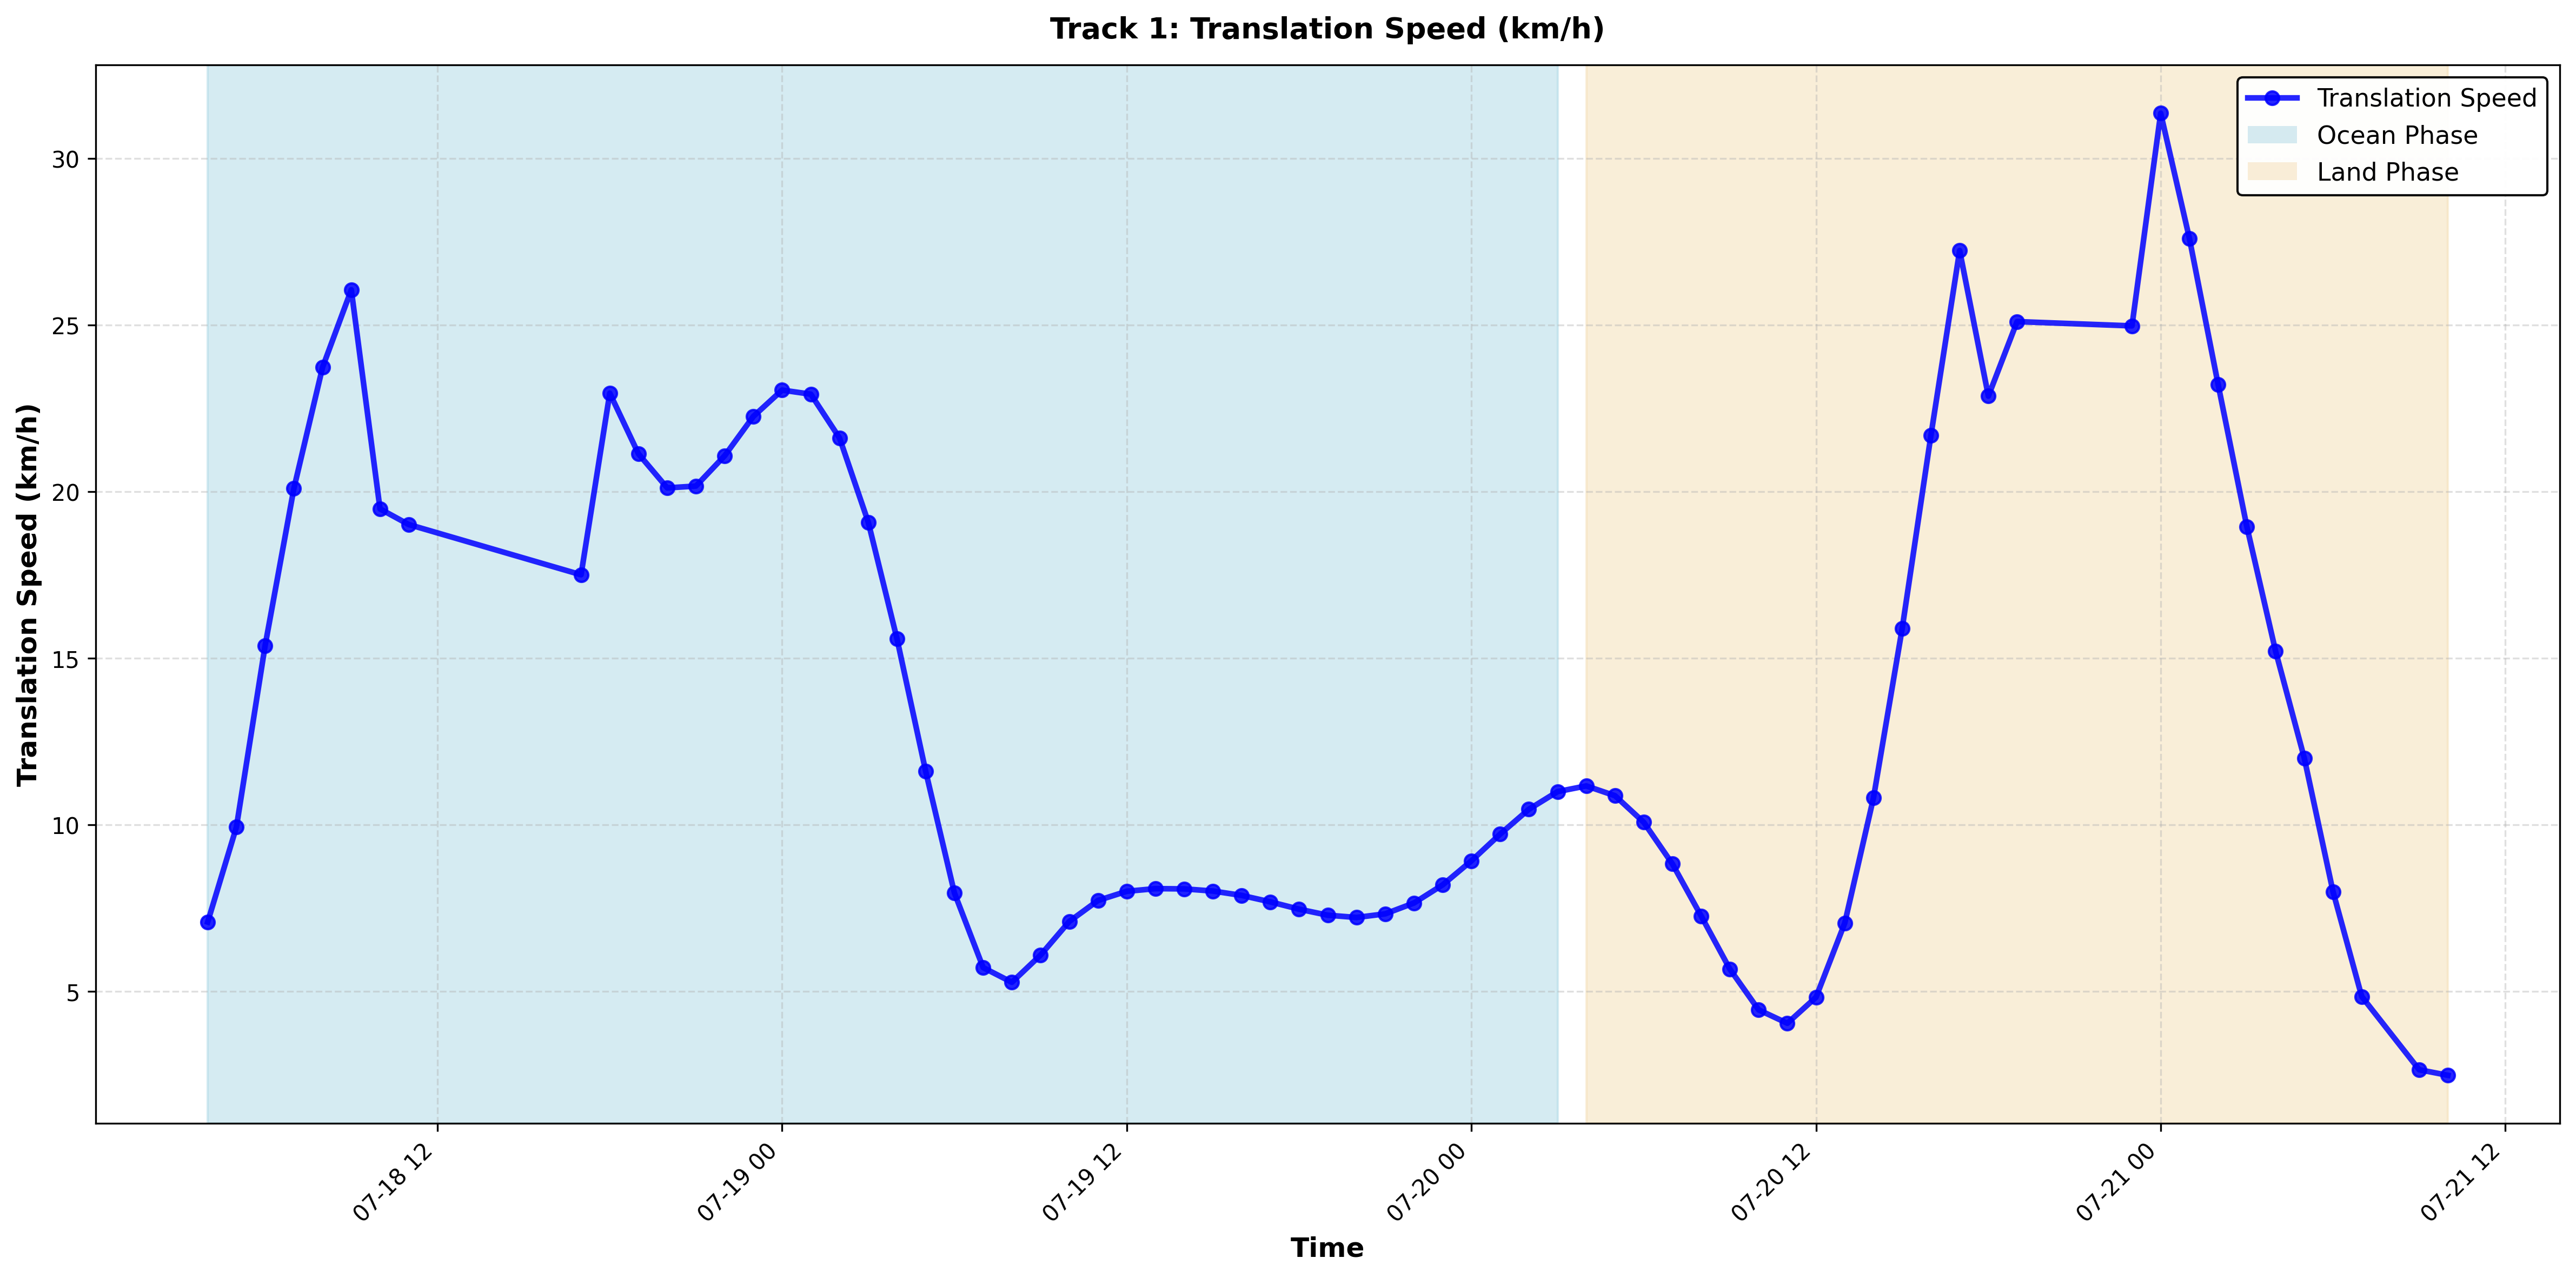 Track 1: Translation Speed (km/h)
Translation Speed
Ocean Phase
Land Phase
Translation Speed (km/h)
30
25
20
15
10
5
07-18 12
07-19 00
07-19 12
07-20 00
07-20 12
07-21 00
07-21 12
Time